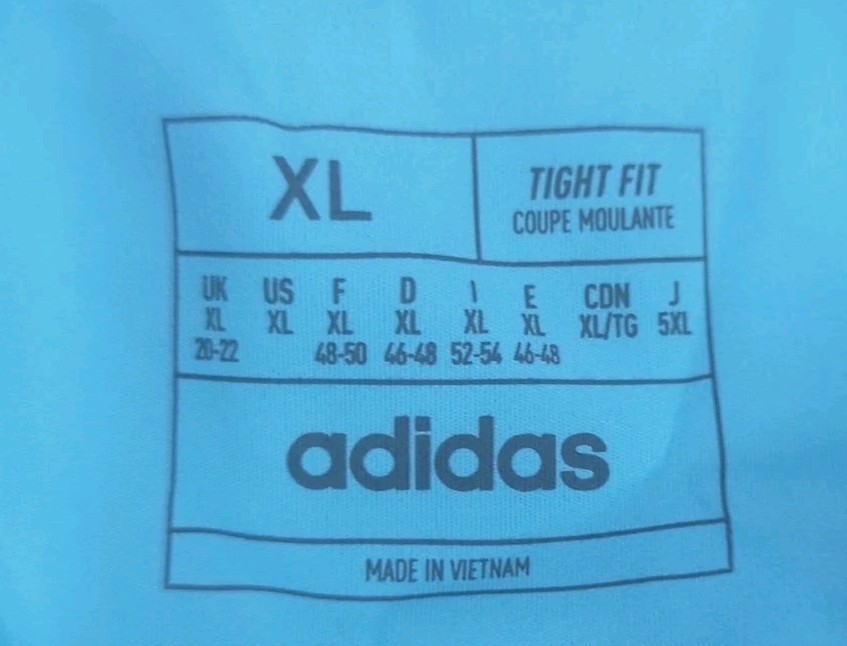 XL
TIGHT FIT
COUPE MOULANTE
UK US F D I E CDN J
XL XL XL XL XL XL XL/TG 5XL
20-22 48-50 46-48 52-54 46-48
adidas
MADE IN VIETNAM